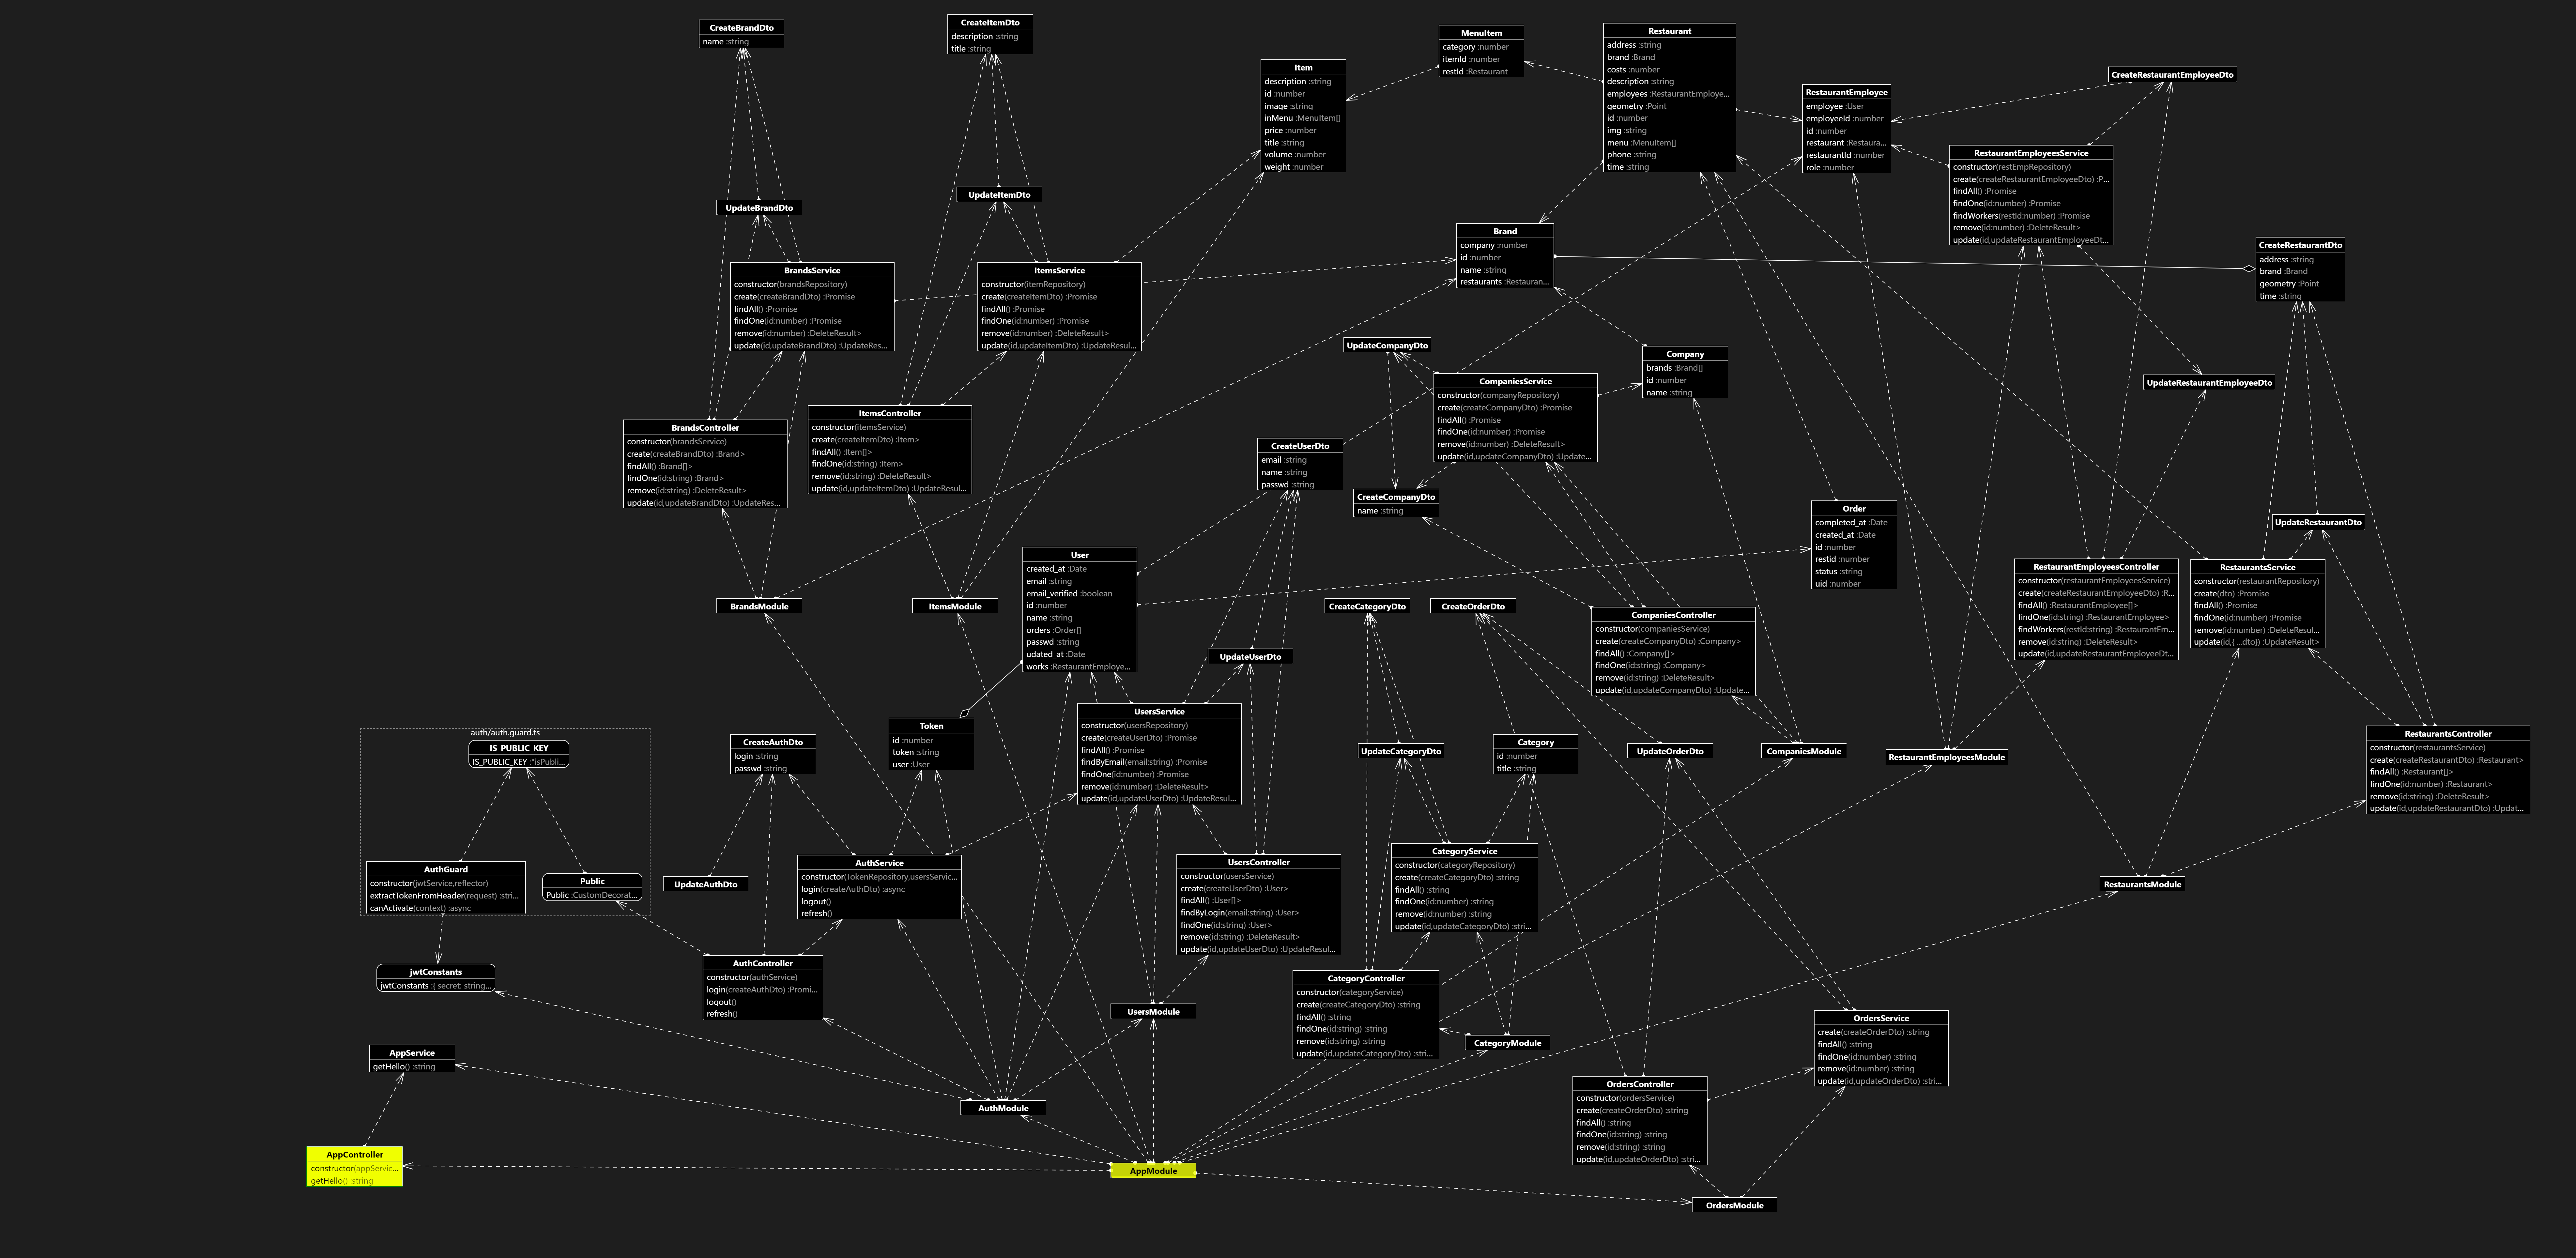 CreateBrandDto
name :string
CreateItemDto
description :string
title :string
MenuItem
category :number
itemId :number
restId :Restaurant
Restaurant
address :string
brand :Brand
costs :number
description :string
employees :RestaurantEmploye...
geometry :Point
id :number
img :string
menu :MenuItem[]
phone :string
time :string
Item
description :string
id :number
image :string
inMenu :MenuItem[]
price :number
title :string
volume :number
weight :number
RestaurantEmployee
employee :User
employeeId :number
id :number
restaurant :Restaura...
restaurantId :number
role :number
CreateRestaurantEmployeeDto
RestaurantEmployeesService
constructor(restEmpRepository)
create(createRestaurantEmployeeDto) :P...
findAll() :Promise
findOne(id:number) :Promise
findWorkers(restId:number) :Promise
remove(id:number) :DeleteResult>
update(id,updateRestaurantEmployeeDt...
UpdateBrandDto
UpdateItemDto
Brand
company :number
id :number
name :string
restaurants :Restauran...
CreateRestaurantDto
address :string
brand :Brand
geometry :Point
time :string
BrandsService
constructor(brandsRepository)
create(createBrandDto) :Promise
findAll() :Promise
findOne(id:number) :Promise
remove(id:number) :DeleteResult>
update(id,updateBrandDto) :UpdateRes...
ItemsService
constructor(itemRepository)
create(createItemDto) :Promise
findAll() :Promise
findOne(id:number) :Promise
remove(id:number) :DeleteResult>
update(id,updateItemDto) :UpdateResul...
UpdateCompanyDto
Company
brands :Brand[]
id :number
name :string
CompaniesService
constructor(companyRepository)
create(createCompanyDto) :Promise
findAll() :Promise
findOne(id:number) :Promise
remove(id:number) :DeleteResult>
update(id,updateCompanyDto) :Update...
UpdateRestaurantEmployeeDto
BrandsController
constructor(brandsService)
create(createBrandDto) :Brand>
findAll() :Brand[]>
findOne(id:string) :Brand>
remove(id:string) :DeleteResult>
update(id,updateBrandDto) :UpdateRes...
ItemsController
constructor(itemsService)
create(createItemDto) :Item>
findAll() :Item[]>
findOne(id:string) :Item>
remove(id:string) :DeleteResult>
update(id,updateItemDto) :UpdateResul...
CreateUserDto
email :string
name :string
passwd :string
CreateCompanyDto
name :string
Order
completed_at :Date
created_at :Date
id :number
restid :number
status :string
uid :number
UpdateRestaurantDto
User
created_at :Date
email :string
email_verified :boolean
id :number
name :string
orders :Order[]
passwd :string
udated_at :Date
works :RestaurantEmploye...
RestaurantEmployeesController
constructor(restaurantEmployeesService)
create(createRestaurantEmployeeDto) :R...
findAll() :RestaurantEmployee[]>
findOne(id:string) :RestaurantEmployee>
findWorkers(restId:string) :RestaurantEm...
remove(id:string) :DeleteResult>
update(id,updateRestaurantEmployeeDt...
RestaurantsService
constructor(restaurantRepository)
create(dto) :Promise
findAll() :Promise
findOne(id:number) :Promise
remove(id:number) :DeleteResul...
update(id,{ ...dto}) :UpdateResult>
BrandsModule
ItemsModule
CreateCategoryDto
CreateOrderDto
CompaniesController
constructor(companiesService)
create(createCompanyDto) :Company>
findAll() :Company[]>
findOne(id:string) :Company>
remove(id:string) :DeleteResult>
update(id,updateCompanyDto) :Update...
UpdateUserDto
UsersService
constructor(usersRepository)
create(createUserDto) :Promise
findAll() :Promise
findByEmail(email:string) :Promise
findOne(id:number) :Promise
remove(id:number) :DeleteResult>
update(id,updateUserDto) :UpdateResul...
Token
id :number
token :string
user :User
auth/auth.guard.ts
IS_PUBLIC_KEY
IS_PUBLIC_KEY :"isPubli...
CreateAuthDto
login :string
passwd :string
UpdateCategoryDto
Category
id :number
title :string
UpdateOrderDto
CompaniesModule
RestaurantEmployeesModule
RestaurantsController
constructor(restaurantsService)
create(createRestaurantDto) :Restaurant>
findAll() :Restaurant[]>
findOne(id:number) :Restaurant>
remove(id:string) :DeleteResult>
update(id,updateRestaurantDto) :Updat...
AuthGuard
constructor(jwtService,reflector)
extractTokenFromHeader(request) :stri...
canActivate(context) :async
Public
Public :CustomDecorat...
UpdateAuthDto
AuthService
constructor(TokenRepository,usersServic...
login(createAuthDto) :async
logout()
refresh()
UsersController
constructor(usersService)
create(createUserDto) :User>
findAll() :User[]>
findByLogin(email:string) :User>
findOne(id:string) :User>
remove(id:string) :DeleteResult>
update(id,updateUserDto) :UpdateResul...
CategoryService
constructor(categoryRepository)
create(createCategoryDto) :string
findAll() :string
findOne(id:number) :string
remove(id:number) :string
update(id,updateCategoryDto) :stri...
RestaurantsModule
jwtConstants
jwtConstants :{ secret: string...
AuthController
constructor(authService)
login(createAuthDto) :Promi...
logout()
refresh()
CategoryController
constructor(categoryService)
create(createCategoryDto) :string
findAll() :string
findOne(id:string) :string
remove(id:string) :string
update(id,updateCategoryDto) :stri...
UsersModule
CategoryModule
OrdersService
create(createOrderDto) :string
findAll() :string
findOne(id:number) :string
remove(id:number) :string
update(id,updateOrderDto) :stri...
AppService
getHello() :string
AuthModule
OrdersController
constructor(ordersService)
create(createOrderDto) :string
findAll() :string
findOne(id:string) :string
remove(id:string) :string
update(id,updateOrderDto) :stri...
AppController
constructor(appServic...
getHello() :string
AppModule
OrdersModule